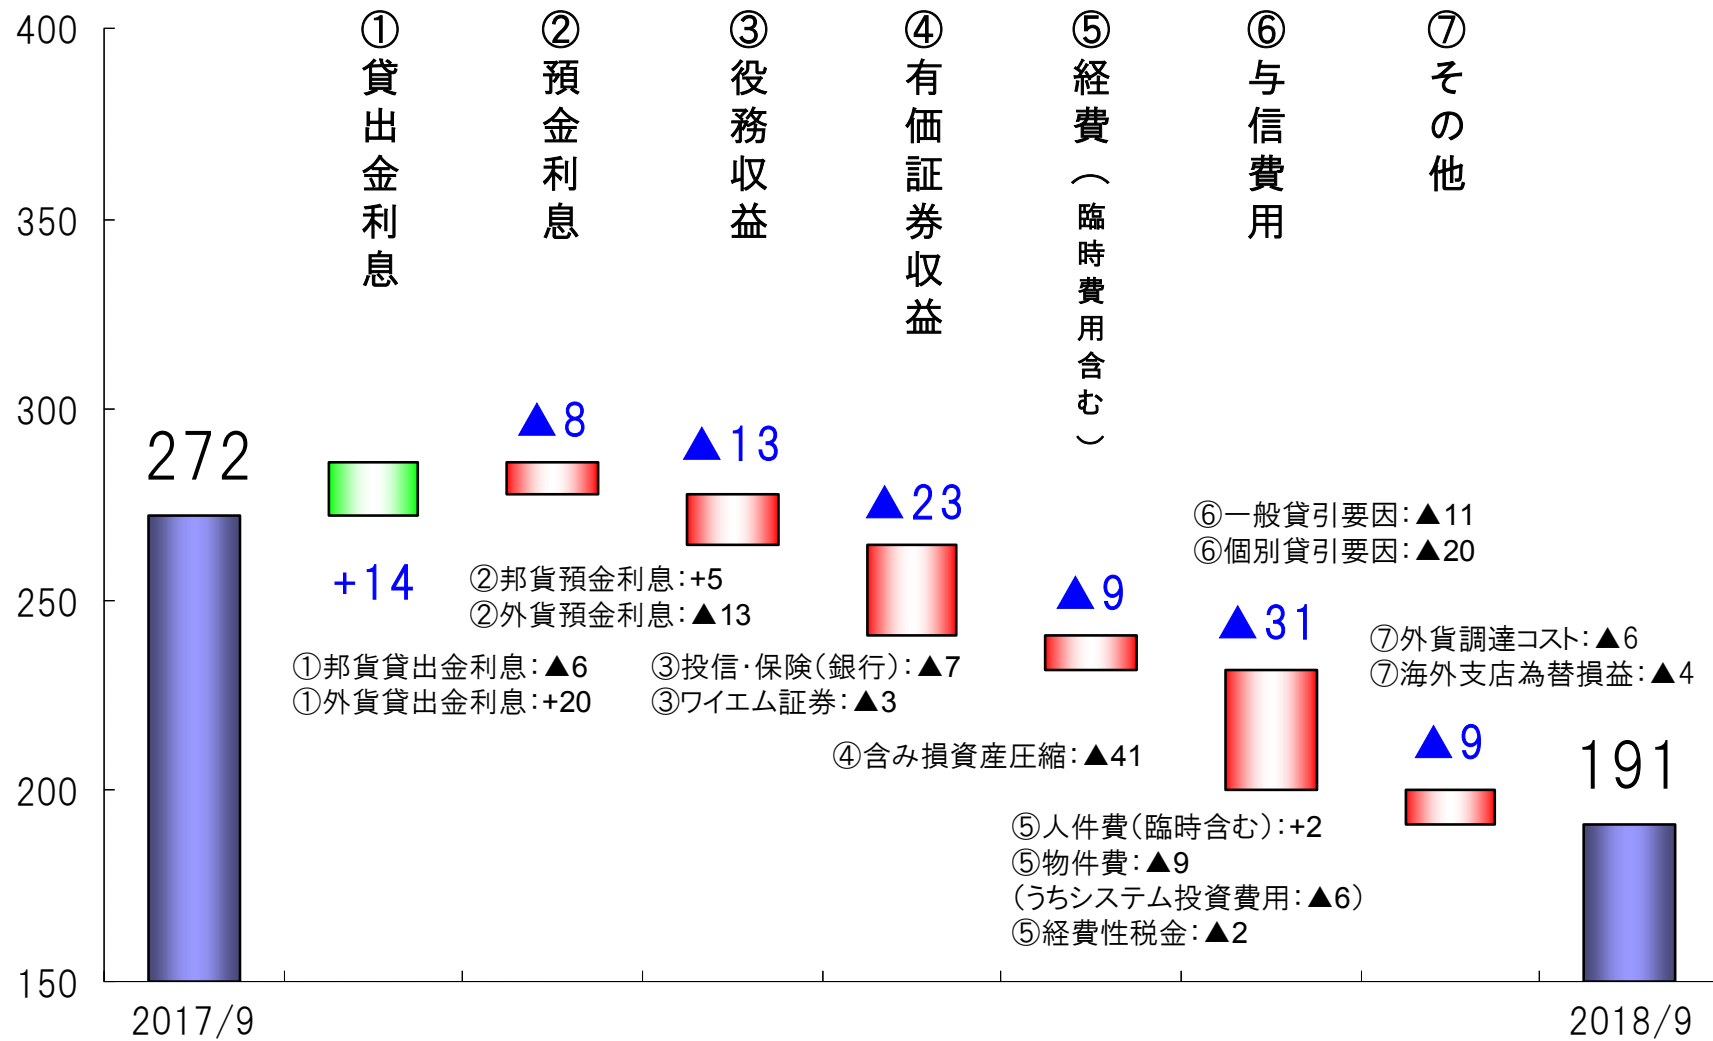 ①貸出金利息
②預金利息
③役務収益
④有価証券収益
⑤経費(臨時費用含む)
⑥与信費用
⑦その他
400
350
300
250
200
150
272
+14
▲8
▲13
▲23
▲9
▲31
▲9
191
①邦貨貸出金利息:▲6
①外貨貸出金利息:+20
②邦貨預金利息:+5
②外貨預金利息:▲13
③投信・保険(銀行):▲7
③ワイエム証券:▲3
④含み損資産圧縮:▲41
⑤人件費(臨時含む):+2
⑤物件費:▲9
(うちシステム投資費用:▲6)
⑤経費性税金:▲2
⑥一般貸引要因:▲11
⑥個別貸引要因:▲20
⑦外貨調達コスト:▲6
⑦海外支店為替損益:▲4
2017/9
2018/9